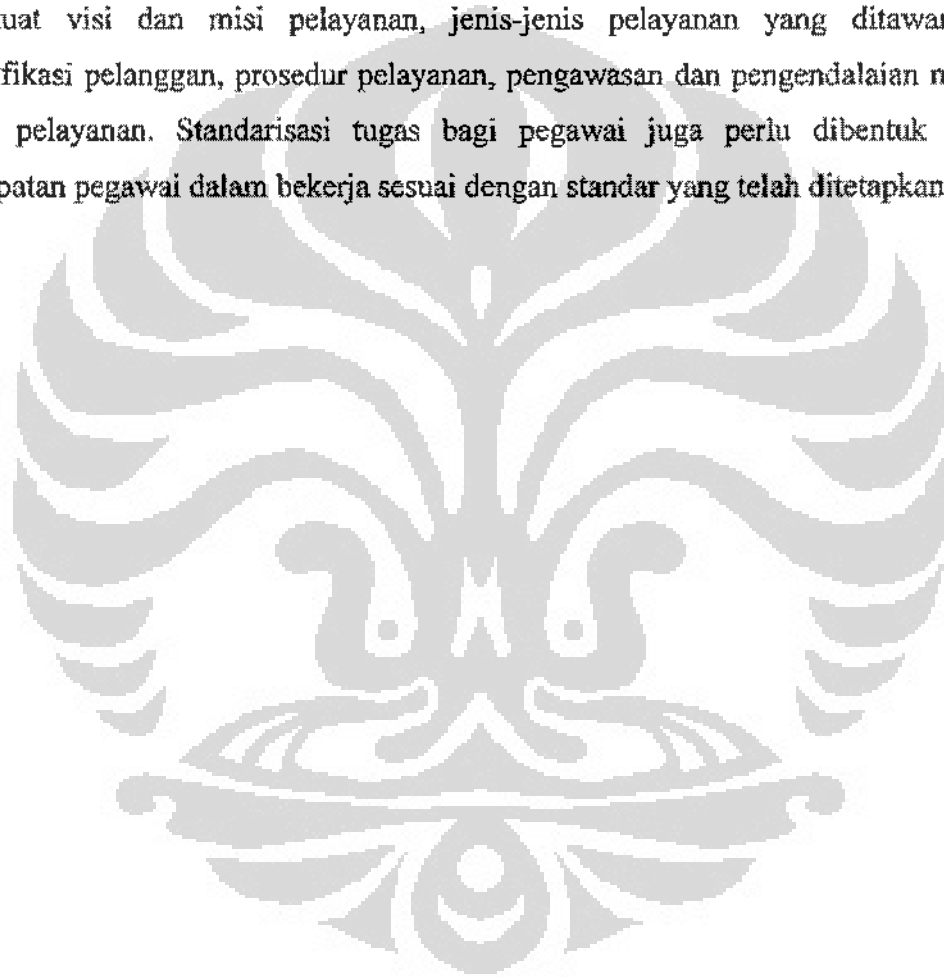 uat visi dan misi pelayanan, jenis-jenis pelayanan yang ditawar
fikasi pelanggan, prosedur pelayanan, pengawasan dan pengendalaian m
pelayanan. Standarisasi tugas bagi pegawai juga perlu dibentuk
patan pegawai dalam bekerja sesuai dengan standar yang telah ditetapkan